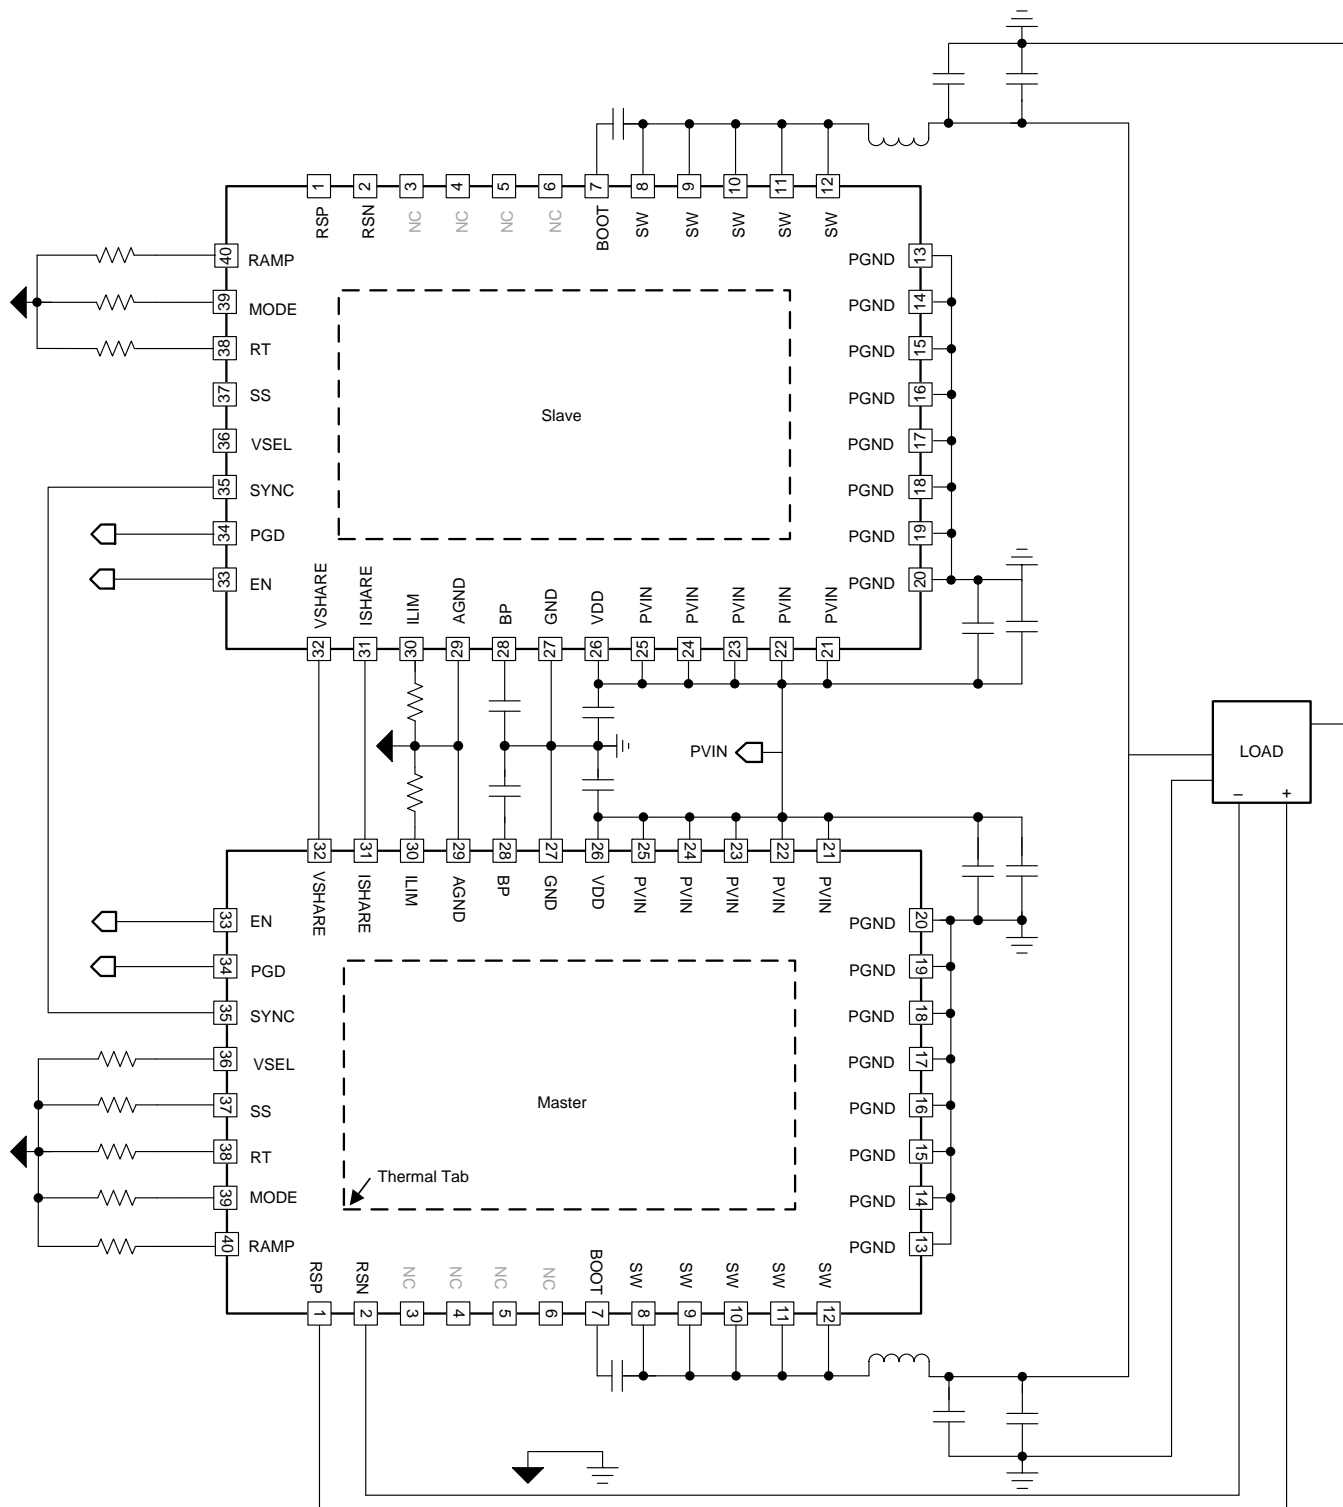 1 2 3 4 5 6 7 8 9 10 11 12
RSP RSN NC NC NC NC BOOT SW SW SW SW SW
40 RAMP
39 MODE
38 RT
37 SS
36 VSEL
35 SYNC
34 PGD
33 EN
Slave
PGND 13
PGND 14
PGND 15
PGND 16
PGND 17
PGND 18
PGND 19
PGND 20
VSHARE ISHARE ILIM AGND BP GND VDD PVIN PVIN PVIN PVIN PVIN
32 31 30 29 28 27 26 25 24 23 22 21
PVIN
LOAD
– +
32 31 30 29 28 27 26 25 24 23 22 21
VSHARE ISHARE ILIM AGND BP GND VDD PVIN PVIN PVIN PVIN PVIN
33 EN
34 PGD
35 SYNC
36 VSEL
37 SS
38 RT
39 MODE
40 RAMP
Master
Thermal Tab
PGND 20
PGND 19
PGND 18
PGND 17
PGND 16
PGND 15
PGND 14
PGND 13
RSP RSN NC NC NC NC BOOT SW SW SW SW SW
1 2 3 4 5 6 7 8 9 10 11 12